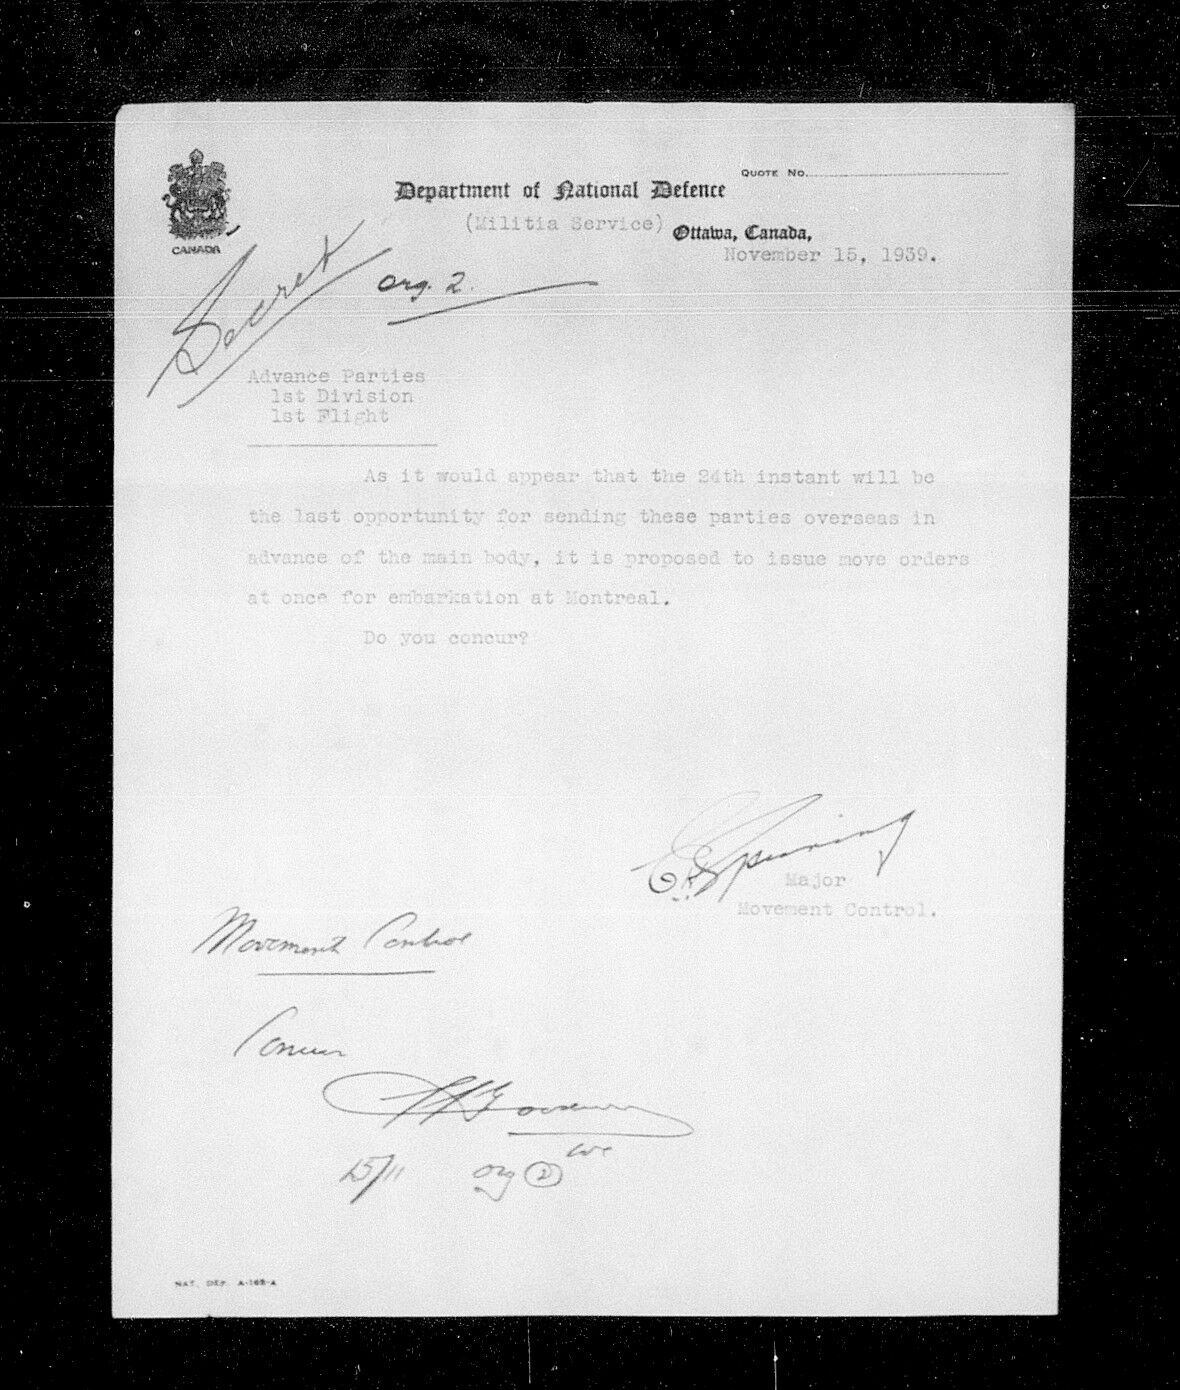 QUOTE NO.
Department of National Defence
(Militia Service)
Ottawa, Canada,
November 15, 1939.
CANADA
Secret
Org. 2.
Advance Parties
1st Division
1st Flight
As it would appear that the 24th instant will be
the last opportunity for sending these parties overseas in
advance of the main body, it is proposed to issue move orders
at once for embarkation at Montreal.
Do you concur?
Major
Movement Control.
Movement Control
Concur
15/11 Org 2
NAT. DEF. A-162-A